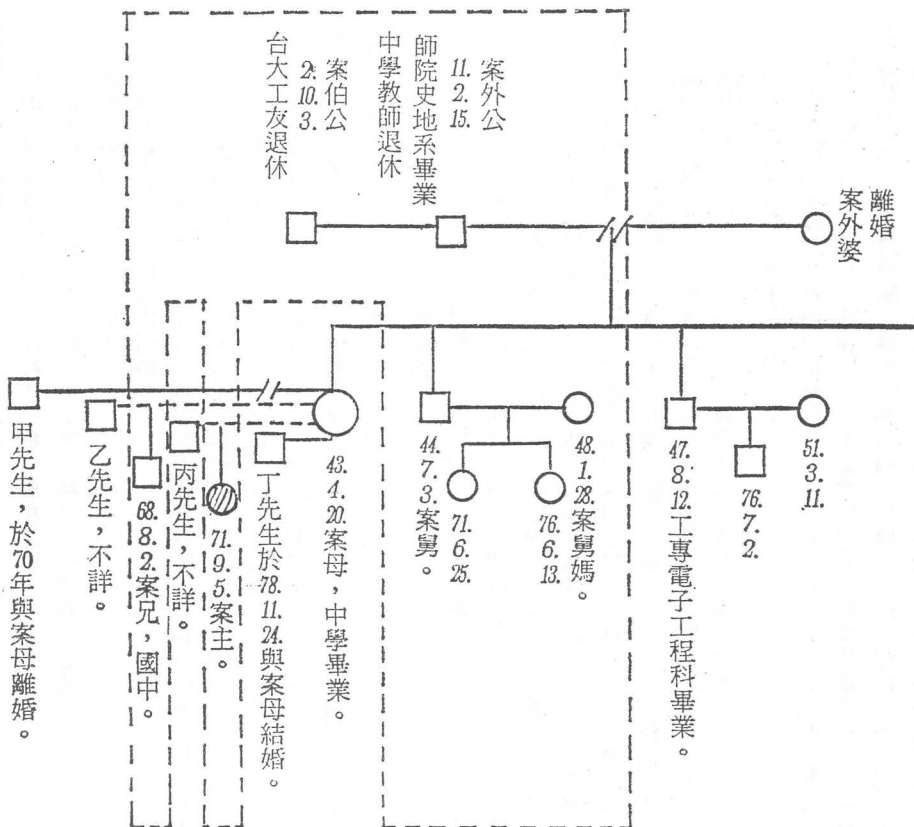 離婚
案外婆
案外公
11.2.15.
師院史地系畢業
中學教師退休
案伯公
2.10.3.
台大工友退休
51.3.11.
76.7.2.
47.8.12.工專電子工程科畢業。
48.1.28.案舅媽。
76.6.13.
71.6.25.
44.7.3.案舅。
43.4.20.案母,中學畢業。
丁先生於78.11.24.與案母結婚。
71.9.5.案主。
丙先生,不詳。
68.8.2.案兄,國中。
乙先生,不詳。
甲先生,於70年與案母離婚。